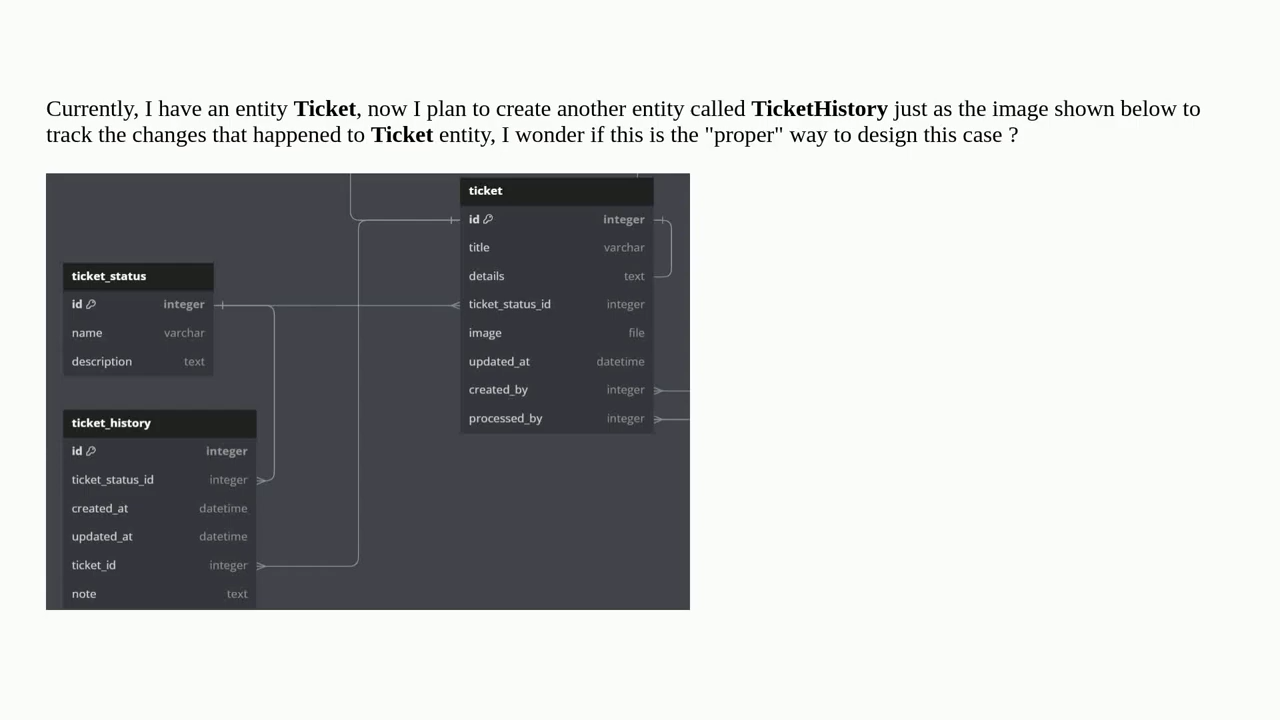 Currently, I have an entity Ticket, now I plan to create another entity called TicketHistory just as the image shown below to
track the changes that happened to Ticket entity, I wonder if this is the "proper" way to design this case ?
ticket
id integer
title varchar
details text
ticket_status_id integer
image file
updated_at datetime
created_by integer
processed_by integer
ticket_status
id integer
name varchar
description text
ticket_history
id integer
ticket_status_id integer
created_at datetime
updated_at datetime
ticket_id integer
note text